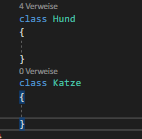 4 Verweise
class Hund
{
}
0 Verweise
class Katze
{
}